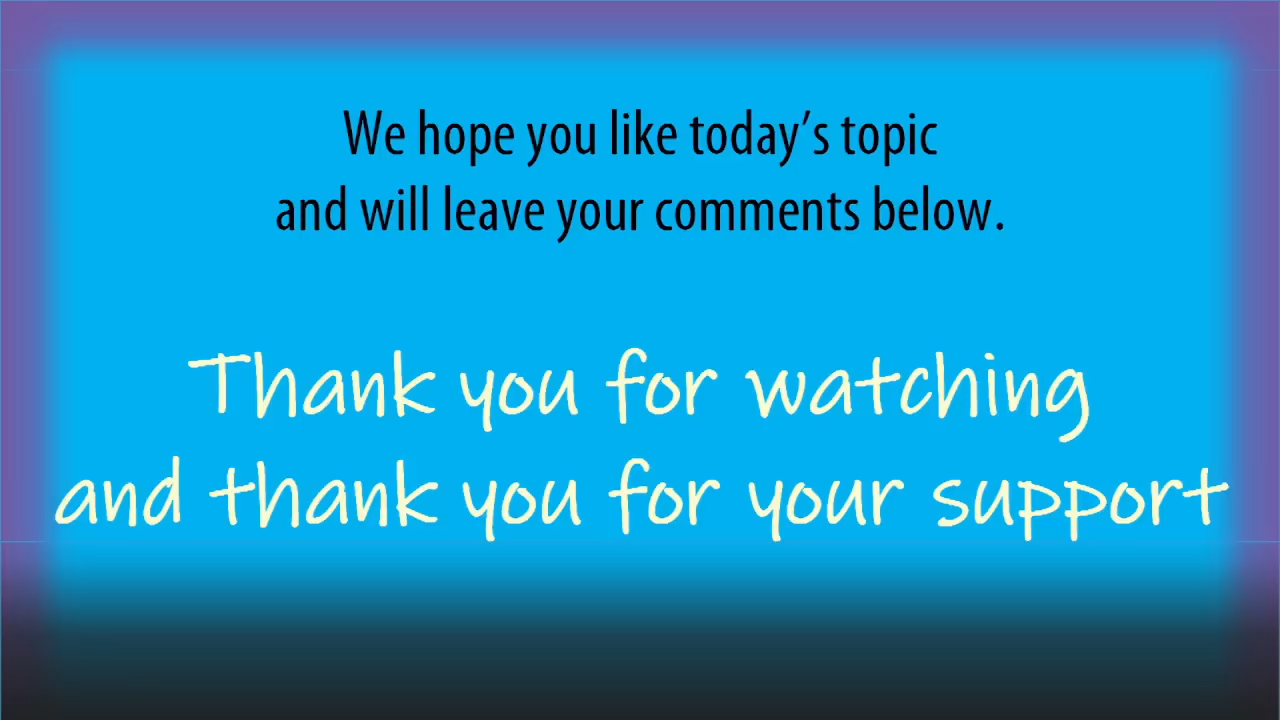 We hope you like today’s topic
and will leave your comments below.
Thank you for watching
and thank you for your support